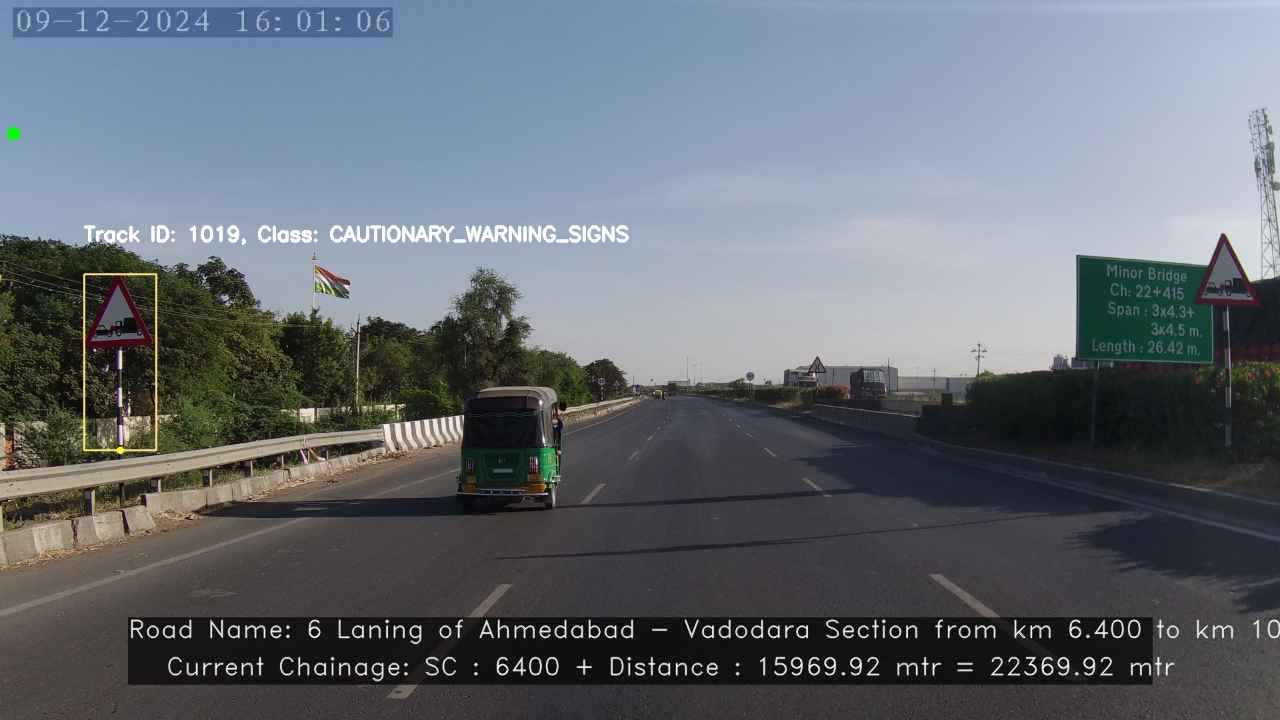 09-12-2024 16:01:06
Track ID: 1019, Class: CAUTIONARY_WARNING_SIGNS
Minor Bridge
Ch: 22+415
Span : 3x4.3+
3x4.5 m.
Length : 26.42 m.
Road Name: 6 Laning of Ahmedabad - Vadodara Section from km 6.400 to km 10
Current Chainage: SC : 6400 + Distance : 15969.92 mtr = 22369.92 mtr